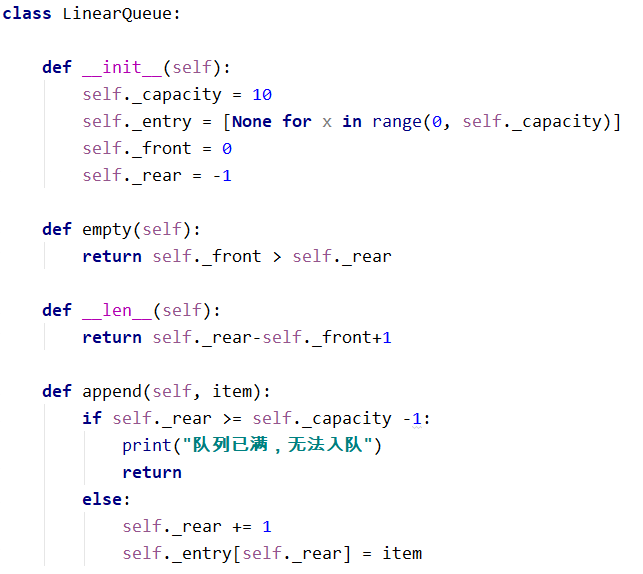 class LinearQueue:
def __init__(self):
self._capacity = 10
self._entry = [None for x in range(0, self._capacity)]
self._front = 0
self._rear = -1
def empty(self):
return self._front > self._rear
def __len__(self):
return self._rear-self._front+1
def append(self, item):
if self._rear >= self._capacity -1:
print("队列已满，无法入队")
return
else:
self._rear += 1
self._entry[self._rear] = item